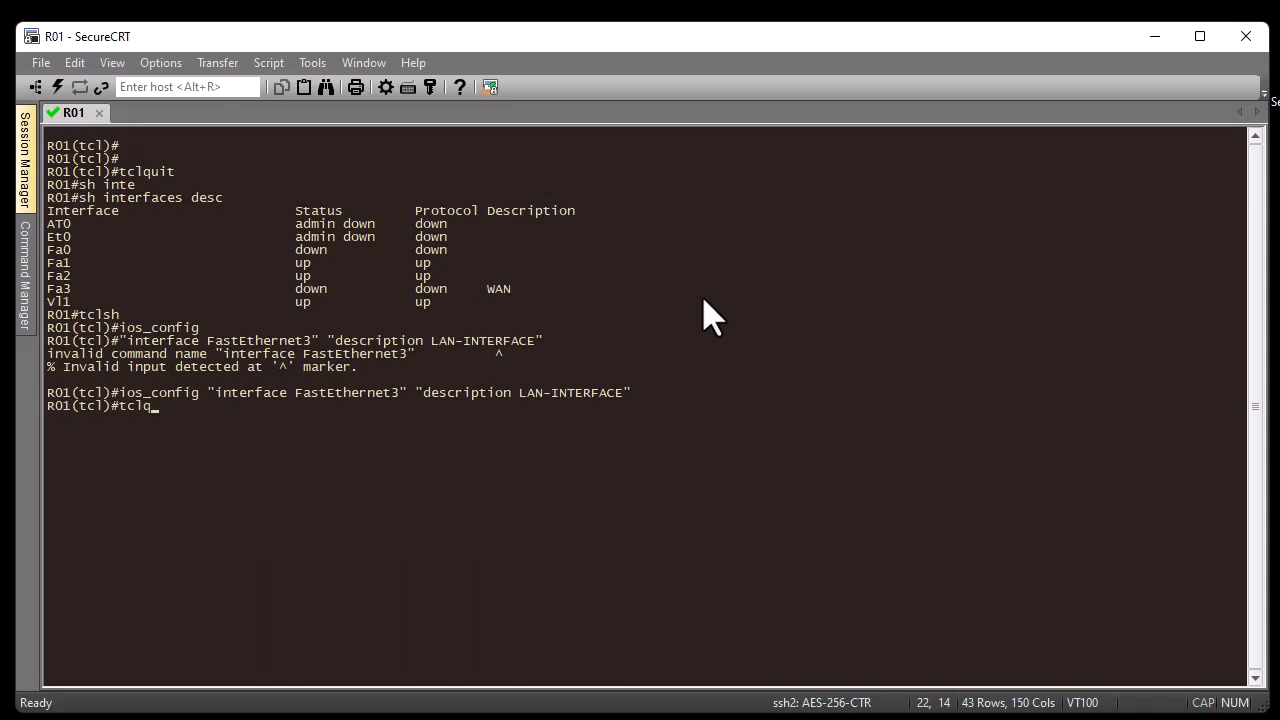 R01 - SecureCRT
File Edit View Options Transfer Script Tools Window Help
Enter host <Alt+R>
Se
R01
Session Manager
Command Manager
R01(tcl)#
R01(tcl)#
R01(tcl)#tclquit
R01#sh inte
R01#sh interfaces desc
Interface Status Protocol Description
AT0 admin down down
Et0 admin down down
Fa0 down down
Fa1 up up
Fa2 up up
Fa3 down down WAN
Vl1 up up
R01#tclsh
R01(tcl)#ios_config
R01(tcl)#"interface FastEthernet3" "description LAN-INTERFACE"
invalid command name "interface FastEthernet3" ^
% Invalid input detected at '^' marker.
R01(tcl)#ios_config "interface FastEthernet3" "description LAN-INTERFACE"
R01(tcl)#tclq_
Ready ssh2: AES-256-CTR 22, 14 43 Rows, 150 Cols VT100 CAP NUM